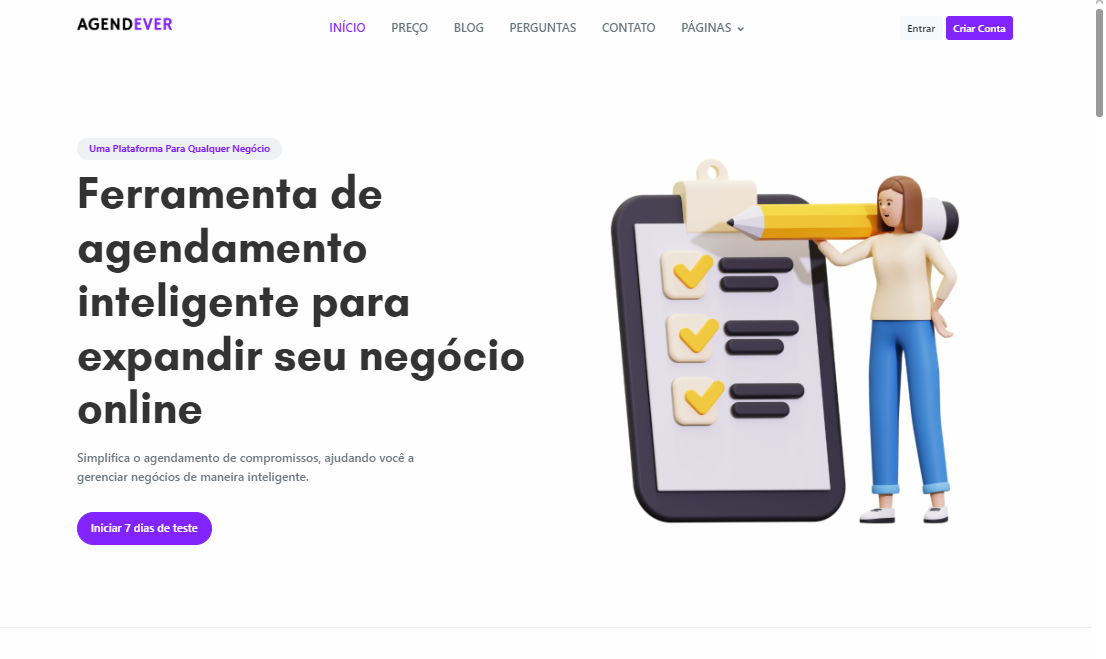 AGENDEVER
INÍCIO PREÇO BLOG PERGUNTAS CONTATO PÁGINAS
Entrar Criar Conta
Uma Plataforma Para Qualquer Negócio
Ferramenta de
agendamento
inteligente para
expandir seu negócio
online
Simplifica o agendamento de compromissos, ajudando você a
gerenciar negócios de maneira inteligente.
Iniciar 7 dias de teste